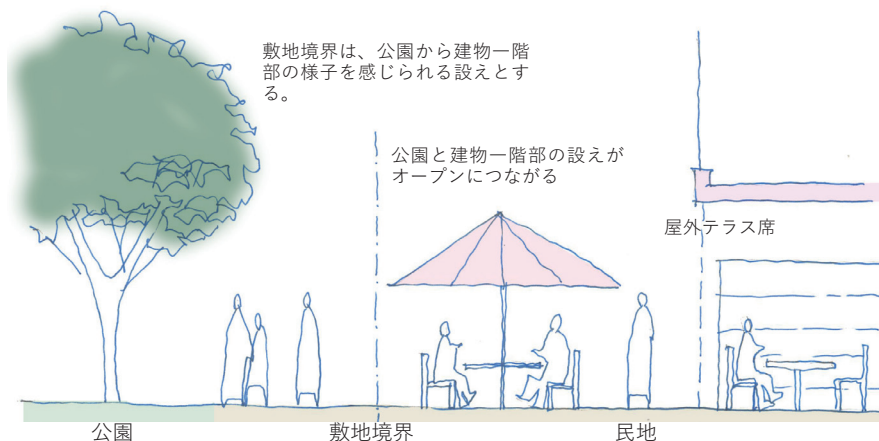 敷地境界は、公園から建物一階
部の様子を感じられる設えとす
る。
公園と建物一階部の設えが
オープンにつながる
屋外テラス席
公園
敷地境界
民地